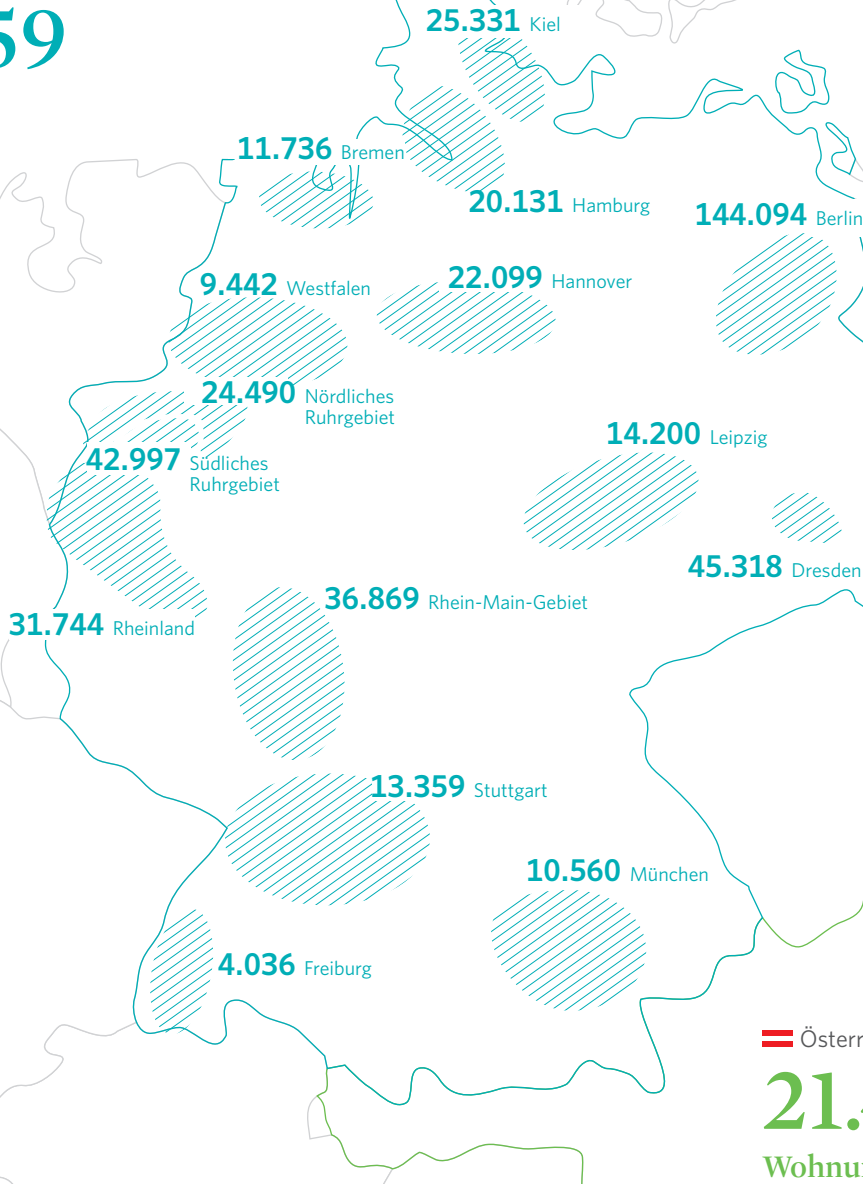 59
25.331 Kiel
11.736 Bremen
20.131 Hamburg
144.094 Berlin
9.442 Westfalen
22.099 Hannover
24.490 Nördliches
Ruhrgebiet
14.200 Leipzig
42.997 Südliches
Ruhrgebiet
45.318 Dresden
36.869 Rhein-Main-Gebiet
31.744 Rheinland
13.359 Stuttgart
10.560 München
4.036 Freiburg
21.